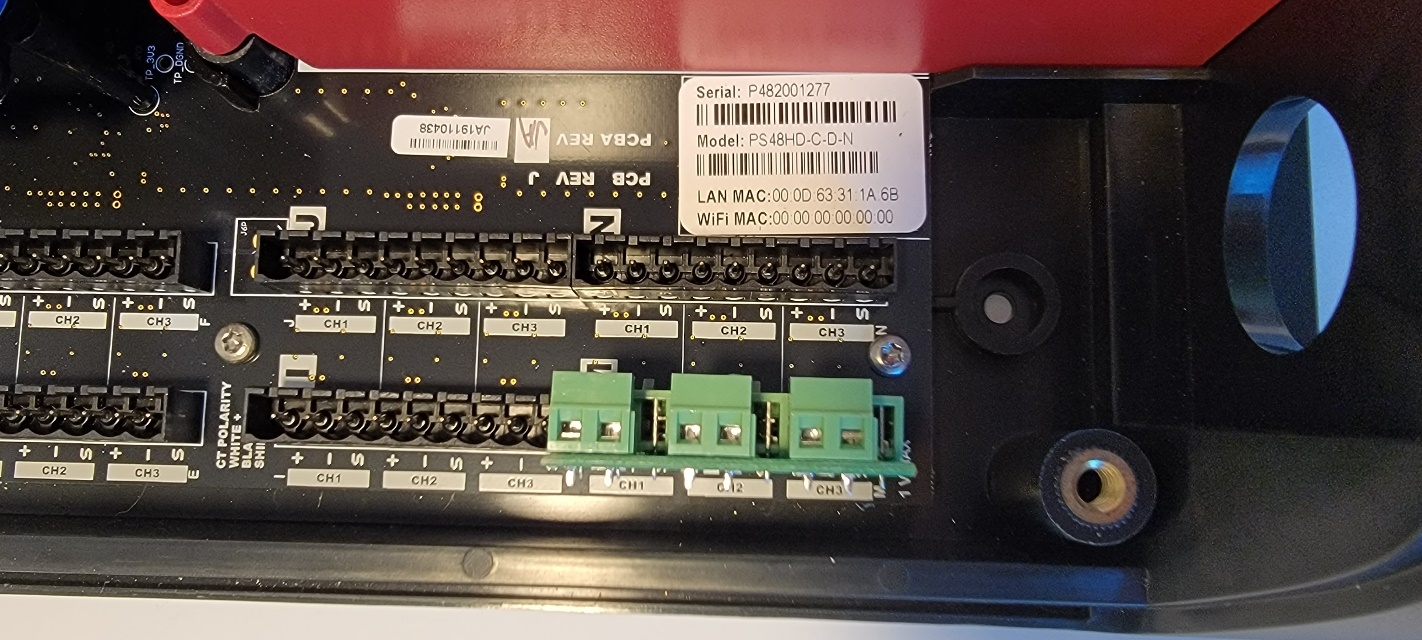 TP_3V3
TP_DGND
Serial: P482001277
Model: PS48HD-C-D-N
LAN MAC:00:0D:63:31:1A:6B
WiFi MAC:00:00:00:00:00:00
JA19110438
JA
PCBA REV
PCB REV J
J6P
J
N
S + - S + - S
CH2 CH3 F
J + - S + - S + - S
CH1 CH2 CH3
+ - S + - S + - S
CH1 CH2 CH3 N
I
CT POLARITY
WHITE +
+ - S + - S
CH2 CH3 E
I + - S + - S + - S
CH1 CH2 CH3
CH1 CH2 CH3